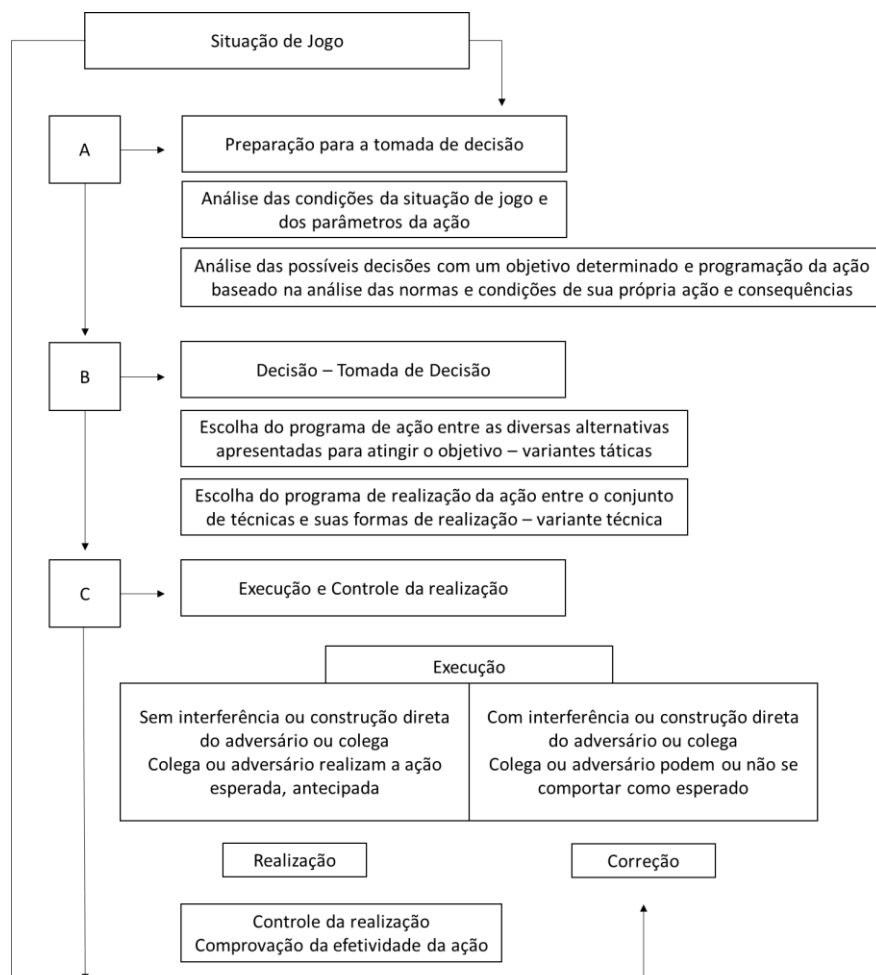 Situação de Jogo
A
Preparação para a tomada de decisão
Análise das condições da situação de jogo e
dos parâmetros da ação
Análise das possíveis decisões com um objetivo determinado e programação da ação
baseado na análise das normas e condições de sua própria ação e consequências
B
Decisão – Tomada de Decisão
Escolha do programa de ação entre as diversas alternativas
apresentadas para atingir o objetivo – variantes táticas
Escolha do programa de realização da ação entre o conjunto
de técnicas e suas formas de realização – variante técnica
C
Execução e Controle da realização
Execução
Sem interferência ou construção direta
do adversário ou colega
Colega ou adversário realizam a ação
esperada, antecipada
Com interferência ou construção direta
do adversário ou colega
Colega ou adversário podem ou não se
comportar como esperado
Realização
Correção
Controle da realização
Comprovação da efetividade da ação